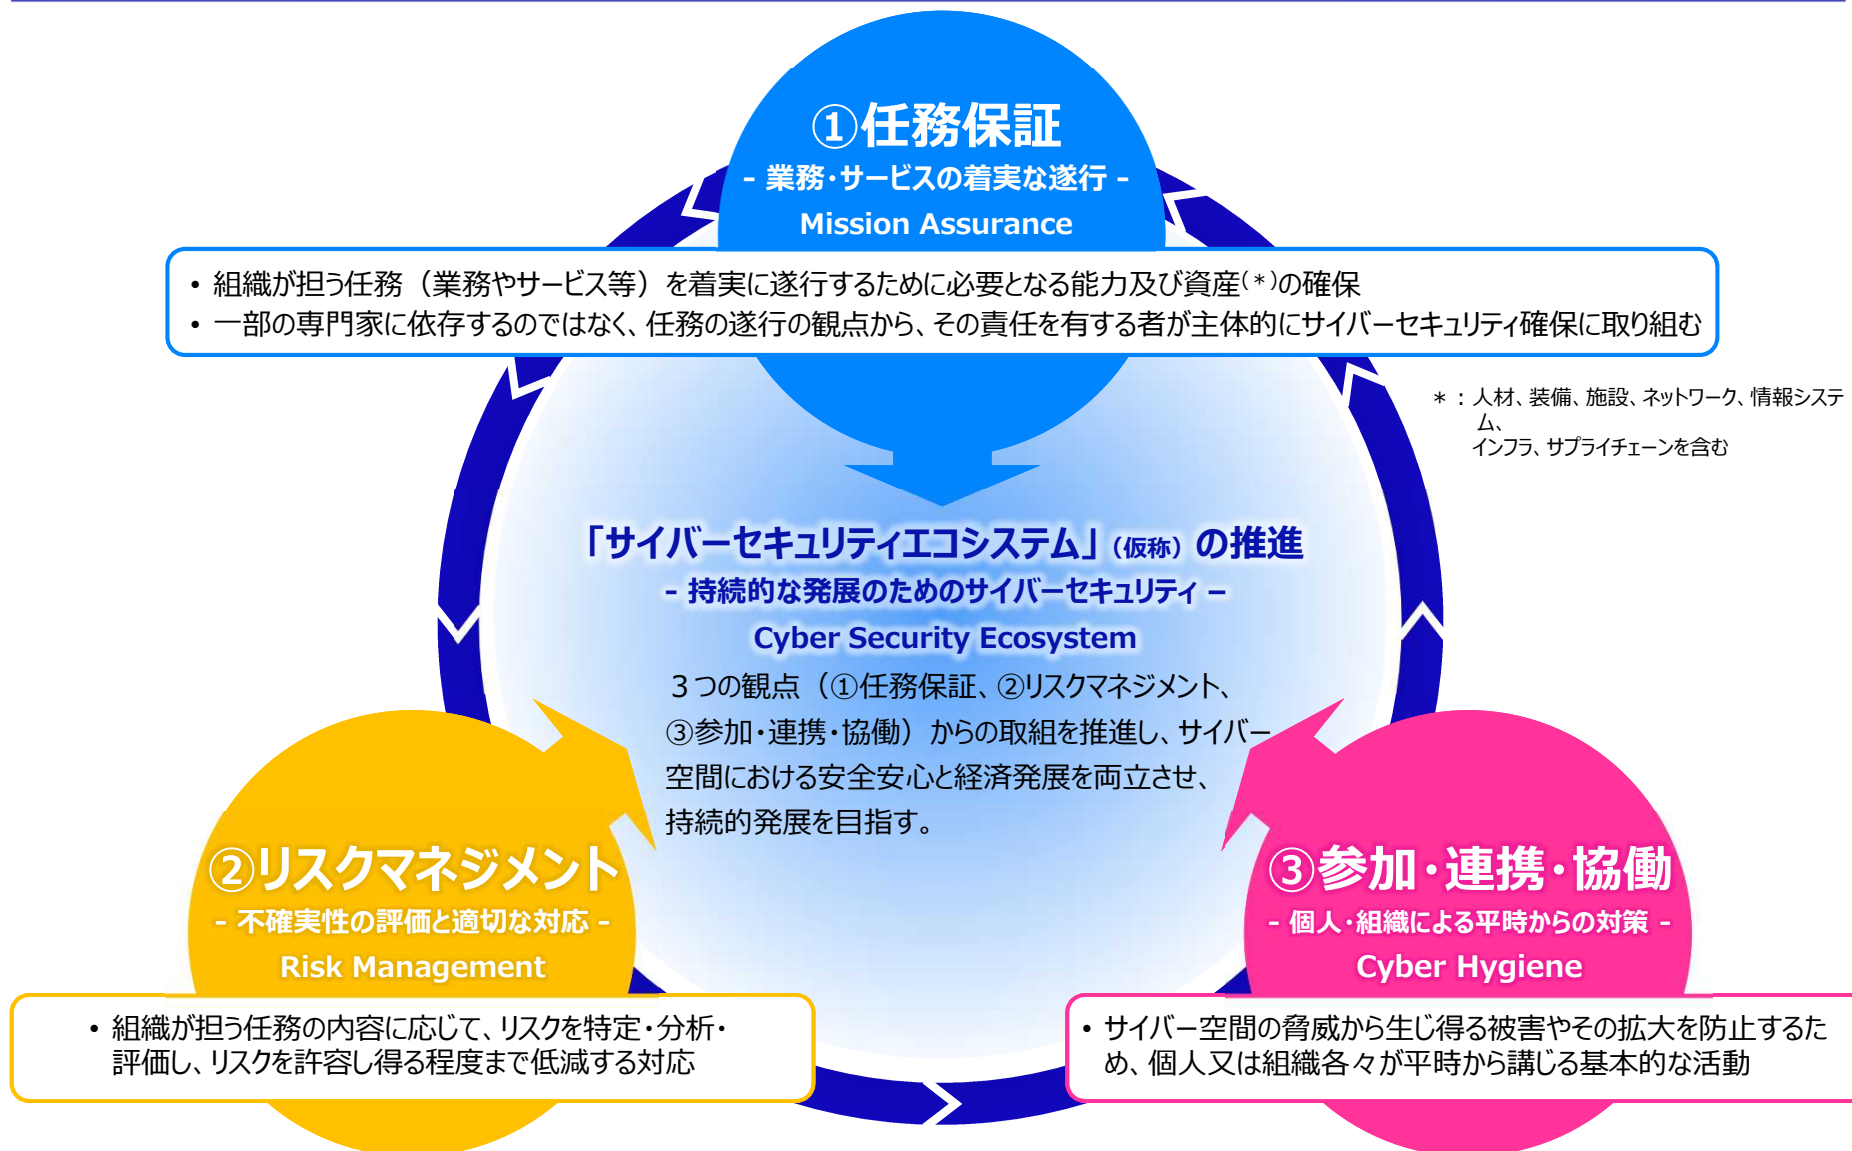 ①任務保証
- 業務・サービスの着実な遂行 -
Mission Assurance
• 組織が担う任務（業務やサービス等）を着実に遂行するために必要となる能力及び資産(＊)の確保
• 一部の専門家に依存するのではなく、任務の遂行の観点から、その責任を有する者が主体的にサイバーセキュリティ確保に取り組む
＊：人材、装備、施設、ネットワーク、情報システ
ム、
インフラ、サプライチェーンを含む
「サイバーセキュリティエコシステム」（仮称）の推進
- 持続的な発展のためのサイバーセキュリティ –
Cyber Security Ecosystem
３つの観点（①任務保証、②リスクマネジメント、
③参加・連携・協働）からの取組を推進し、サイバー
空間における安全安心と経済発展を両立させ、
持続的発展を目指す。
②リスクマネジメント
- 不確実性の評価と適切な対応 -
Risk Management
• 組織が担う任務の内容に応じて、リスクを特定・分析・
評価し、リスクを許容し得る程度まで低減する対応
③参加・連携・協働
- 個人・組織による平時からの対策 -
Cyber Hygiene
• サイバー空間の脅威から生じ得る被害やその拡大を防止するた
め、個人又は組織各々が平時から講じる基本的な活動